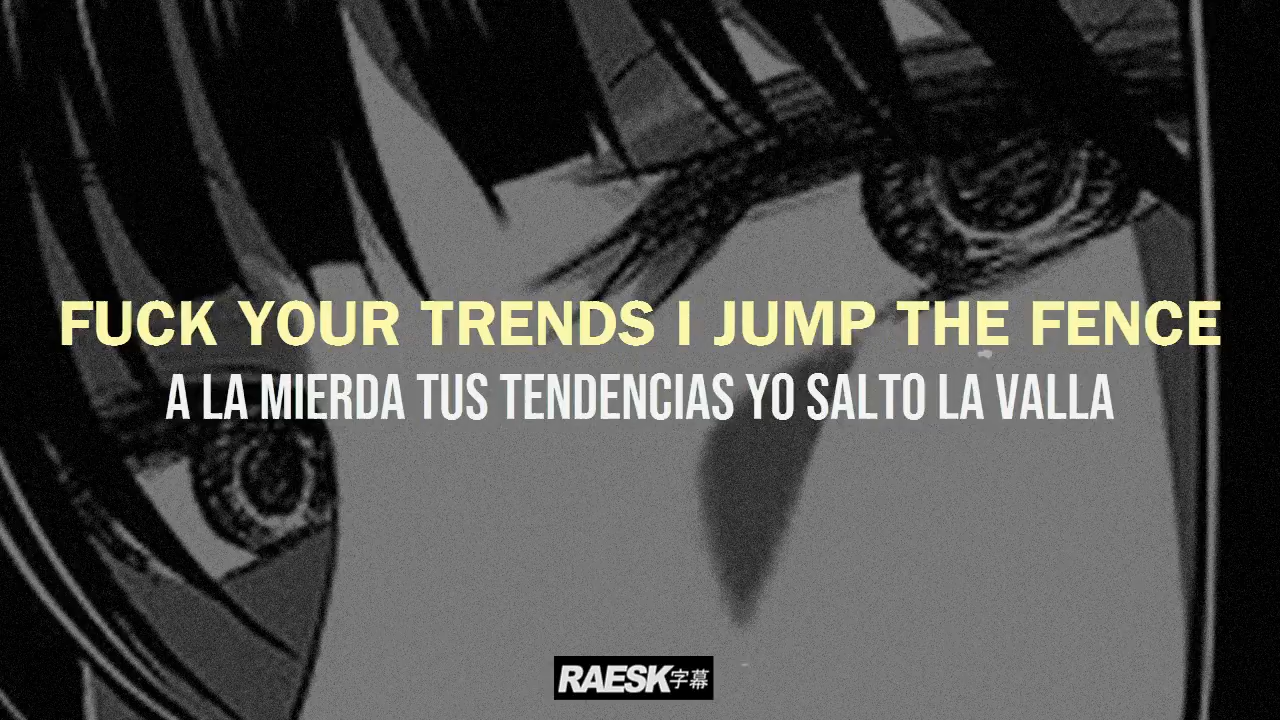 FUCK YOUR TRENDS I JUMP THE FENCE
A LA MIERDA TUS TENDENCIAS YO SALTO LA VALLA
RAESK字幕